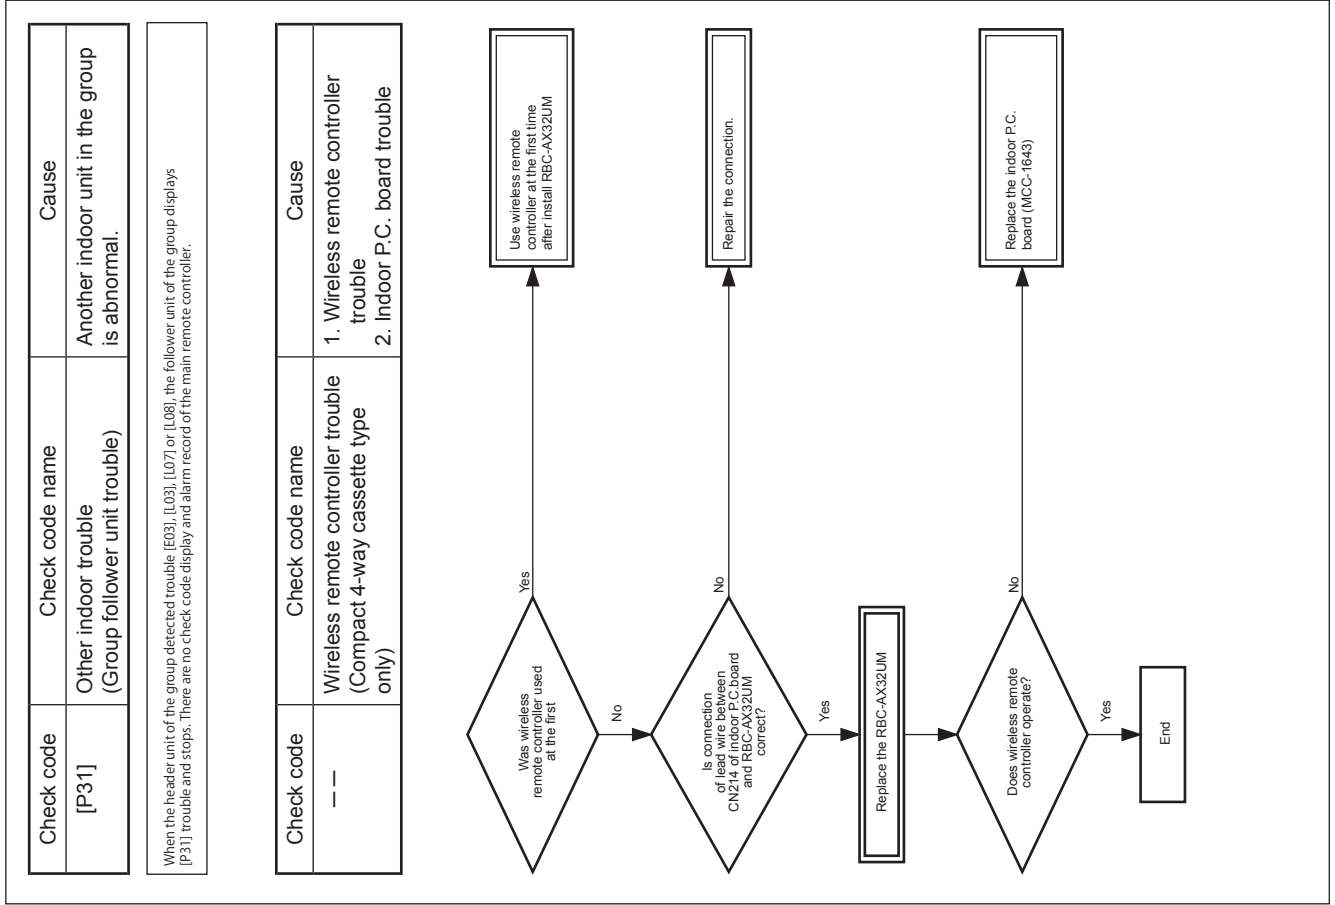 Check code
Check code name
Cause
[P31]
Other indoor trouble
(Group follower unit trouble)
Another indoor unit in the group
is abnormal.
When the header unit of the group detected trouble [E03], [L03], [L07] or [L08], the follower unit of the group displays
[P31] trouble and stops. There are no check code display and alarm record of the main remote controller.
Check code
Check code name
Cause
– –
Wireless remote controller trouble
(Compact 4-way cassette type
only)
1. Wireless remote controller
trouble
2. Indoor P.C. board trouble
Was wireless
remote controller used
at the first
Yes
Use wireless remote
controller at the first time
after install RBC-AX32UM
No
Is connection
of lead wire between
CN214 of indoor P.C.board
and RBC-AX32UM
correct?
No
Repair the connection.
Yes
Replace the RBC-AX32UM
Does wireless remote
controller operate?
No
Replace the indoor P.C.
board (MCC-1643)
Yes
End